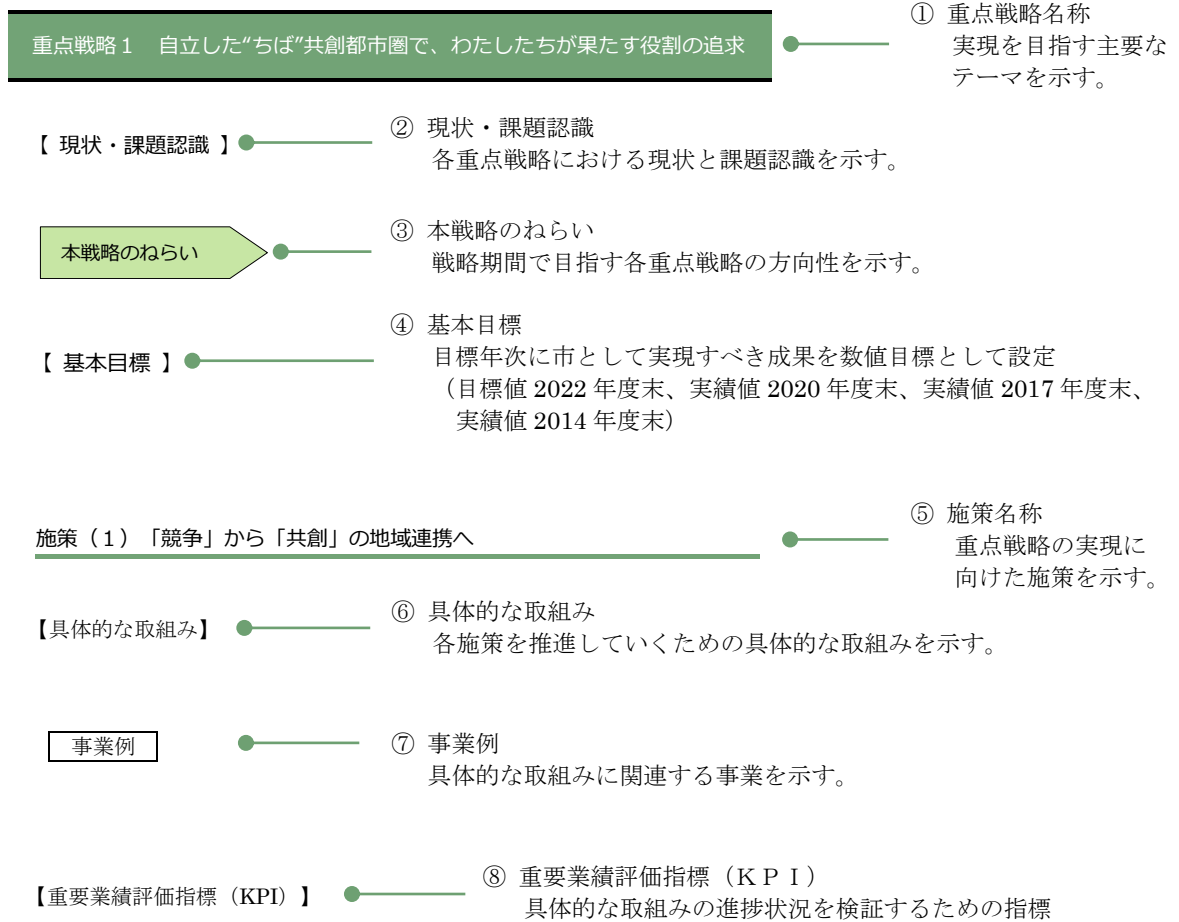 ① 重点戦略名称
重点戦略1 自立した“ちば”共創都市圏で、わたしたちが果たす役割の追求
実現を目指す主要な
テーマを示す。
【 現状・課題認識 】
② 現状・課題認識
各重点戦略における現状と課題認識を示す。
本戦略のねらい
③ 本戦略のねらい
戦略期間で目指す各重点戦略の方向性を示す。
【 基本目標 】
④ 基本目標
目標年次に市として実現すべき成果を数値目標として設定
(目標値 2022 年度末、実績値 2020 年度末、実績値 2017 年度末、
実績値 2014 年度末)
施策(1)「競争」から「共創」の地域連携へ
⑤ 施策名称
重点戦略の実現に
向けた施策を示す。
【具体的な取組み】
⑥ 具体的な取組み
各施策を推進していくための具体的な取組みを示す。
事業例
⑦ 事業例
具体的な取組みに関連する事業を示す。
【重要業績評価指標(KPI)】
⑧ 重要業績評価指標(KPI)
具体的な取組みの進捗状況を検証するための指標